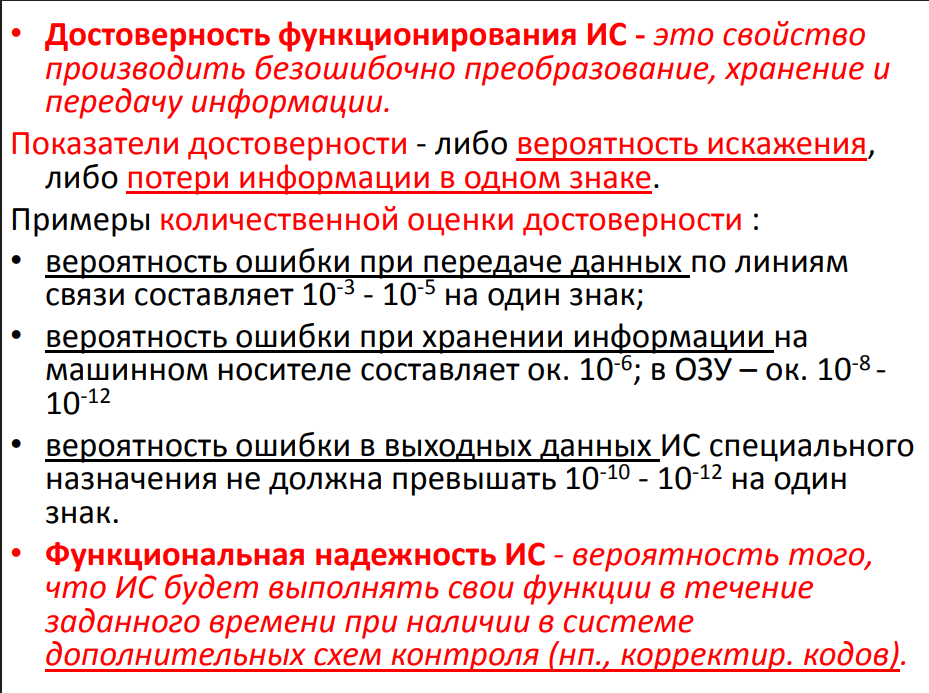 • Достоверность функционирования ИС - это свойство
производить безошибочно преобразование, хранение и
передачу информации.
Показатели достоверности - либо вероятность искажения,
либо потери информации в одном знаке.
Примеры количественной оценки достоверности :
• вероятность ошибки при передаче данных по линиям
связи составляет 10⁻³ - 10⁻⁵ на один знак;
• вероятность ошибки при хранении информации на
машинном носителе составляет ок. 10⁻⁶; в ОЗУ – ок. 10⁻⁸ -
10⁻¹²
• вероятность ошибки в выходных данных ИС специального
назначения не должна превышать 10⁻¹⁰ - 10⁻¹² на один
знак.
• Функциональная надежность ИС - вероятность того,
что ИС будет выполнять свои функции в течение
заданного времени при наличии в системе
дополнительных схем контроля (нп., корректир. кодов).